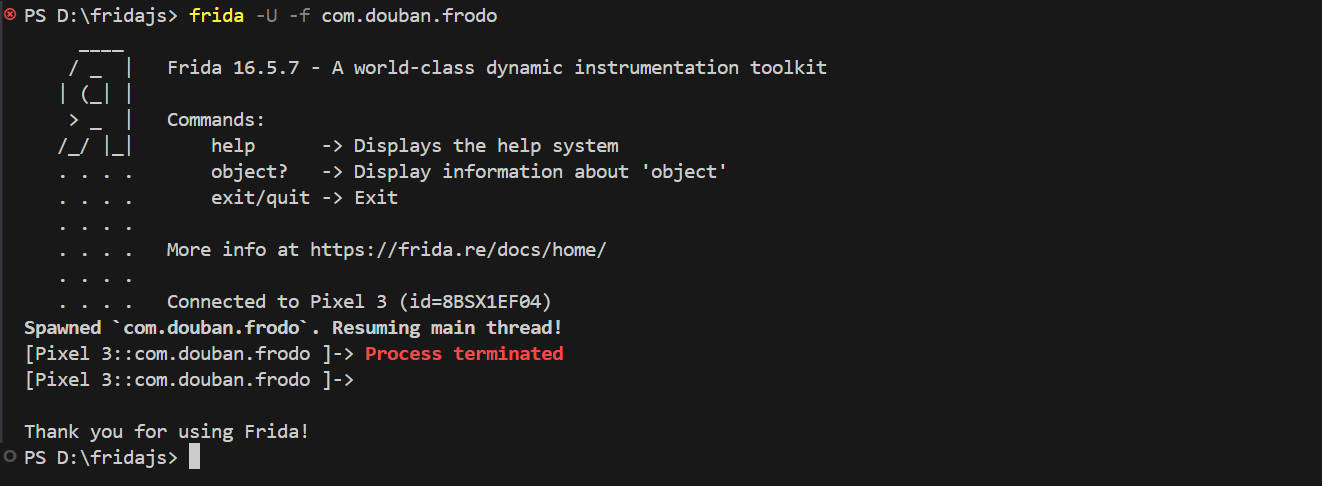 PS D:\fridajs> frida -U -f com.douban.frodo
     ____
    / _  |   Frida 16.5.7 - A world-class dynamic instrumentation toolkit
   | (_| |
    > _  |   Commands:
   /_/ |_|       help      -> Displays the help system
   . . . .       object?   -> Display information about 'object'
   . . . .       exit/quit -> Exit
   . . . .
   . . . .   More info at https://frida.re/docs/home/
   . . . .
   . . . .   Connected to Pixel 3 (id=8BSX1EF04)
Spawned `com.douban.frodo`. Resuming main thread!
[Pixel 3::com.douban.frodo ]-> Process terminated
[Pixel 3::com.douban.frodo ]->

Thank you for using Frida!
PS D:\fridajs>